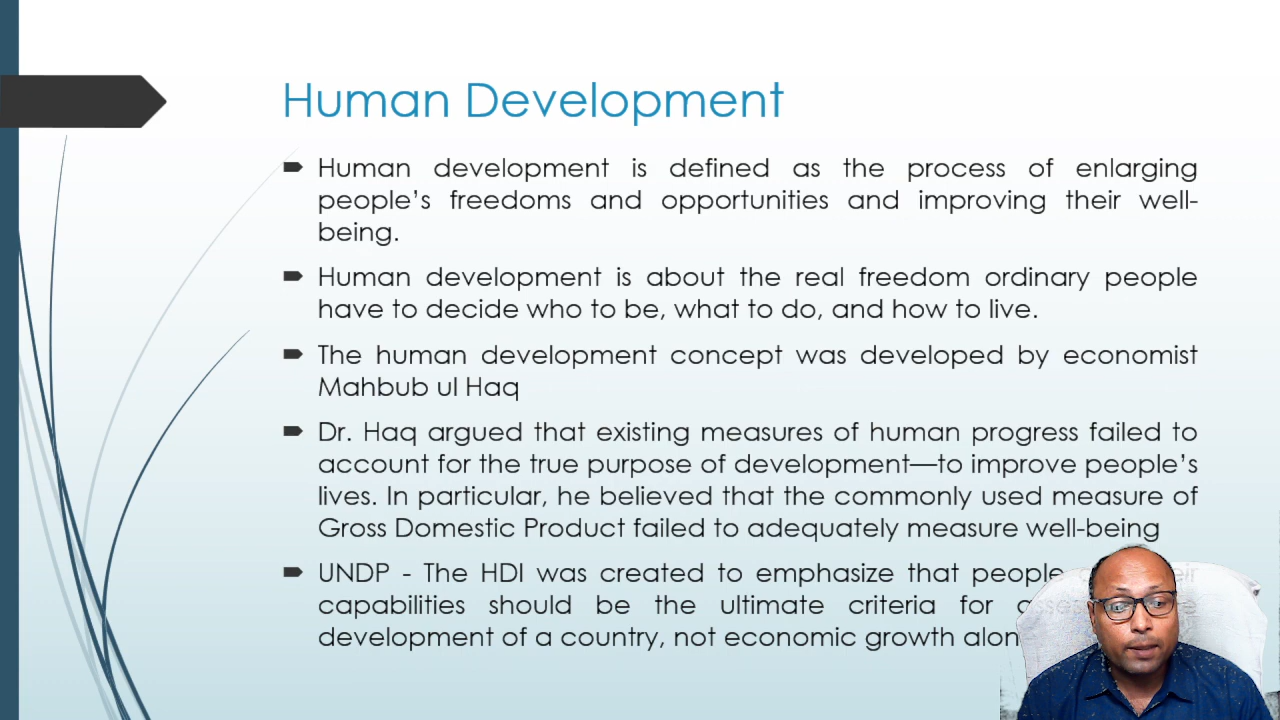 Human Development
Human development is defined as the process of enlarging
people’s freedoms and opportunities and improving their well-
being.
Human development is about the real freedom ordinary people
have to decide who to be, what to do, and how to live.
The human development concept was developed by economist
Mahbub ul Haq
Dr. Haq argued that existing measures of human progress failed to
account for the true purpose of development—to improve people’s
lives. In particular, he believed that the commonly used measure of
Gross Domestic Product failed to adequately measure well-being
UNDP - The HDI was created to emphasize that people
capabilities should be the ultimate criteria for
development of a country, not economic growth